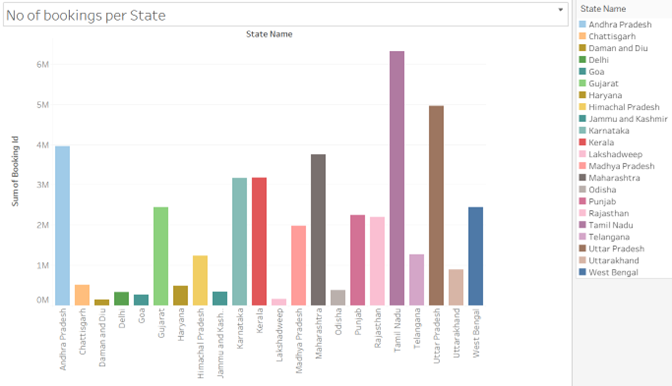 No of bookings per State
State Name
6M
5M
4M
3M
2M
1M
0M
Sum of Booking Id
Andhra Pradesh
Chattisgarh
Daman and Diu
Delhi
Goa
Gujarat
Haryana
Himachal Pradesh
Jammu and Kash..
Karnataka
Kerala
Lakshadweep
Madhya Pradesh
Maharashtra
Odisha
Punjab
Rajasthan
Tamil Nadu
Telangana
Uttar Pradesh
Uttarakhand
West Bengal
State Name
Andhra Pradesh
Chattisgarh
Daman and Diu
Delhi
Goa
Gujarat
Haryana
Himachal Pradesh
Jammu and Kashmir
Karnataka
Kerala
Lakshadweep
Madhya Pradesh
Maharashtra
Odisha
Punjab
Rajasthan
Tamil Nadu
Telangana
Uttar Pradesh
Uttarakhand
West Bengal